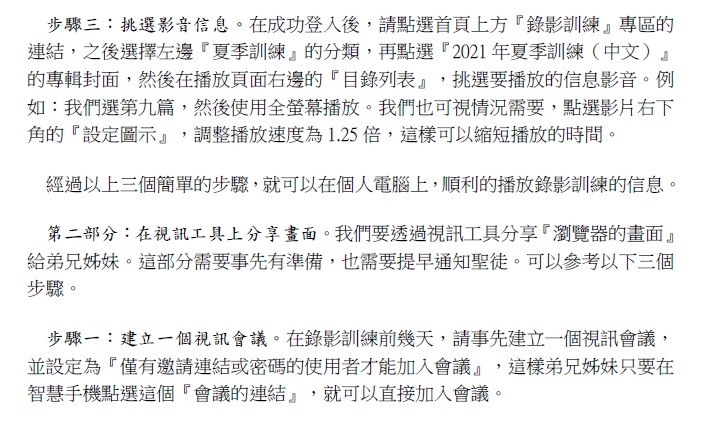 步驟三：挑選影音信息。在成功登入後，請點選首頁上方『錄影訓練』專區的
連結，之後選擇左邊『夏季訓練』的分類，再點選『2021 年夏季訓練（中文）』
的專輯封面，然後在播放頁面右邊的『目錄列表』，挑選要播放的信息影音。例
如：我們選第九篇，然後使用全螢幕播放。我們也可視情況需要，點選影片右下
角的『設定圖示』，調整播放速度為 1.25 倍，這樣可以縮短播放的時間。
經過以上三個簡單的步驟，就可以在個人電腦上，順利的播放錄影訓練的信息。
第二部分：在視訊工具上分享畫面。我們要透過視訊工具分享『瀏覽器的畫面』
給弟兄姊妹。這部分需要事先有準備，也需要提早通知聖徒。可以參考以下三個
步驟。
步驟一：建立一個視訊會議。在錄影訓練前幾天，請事先建立一個視訊會議，
並設定為『僅有邀請連結或密碼的使用者才能加入會議』，這樣弟兄姊妹只要在
智慧手機點選這個『會議的連結』，就可以直接加入會議。